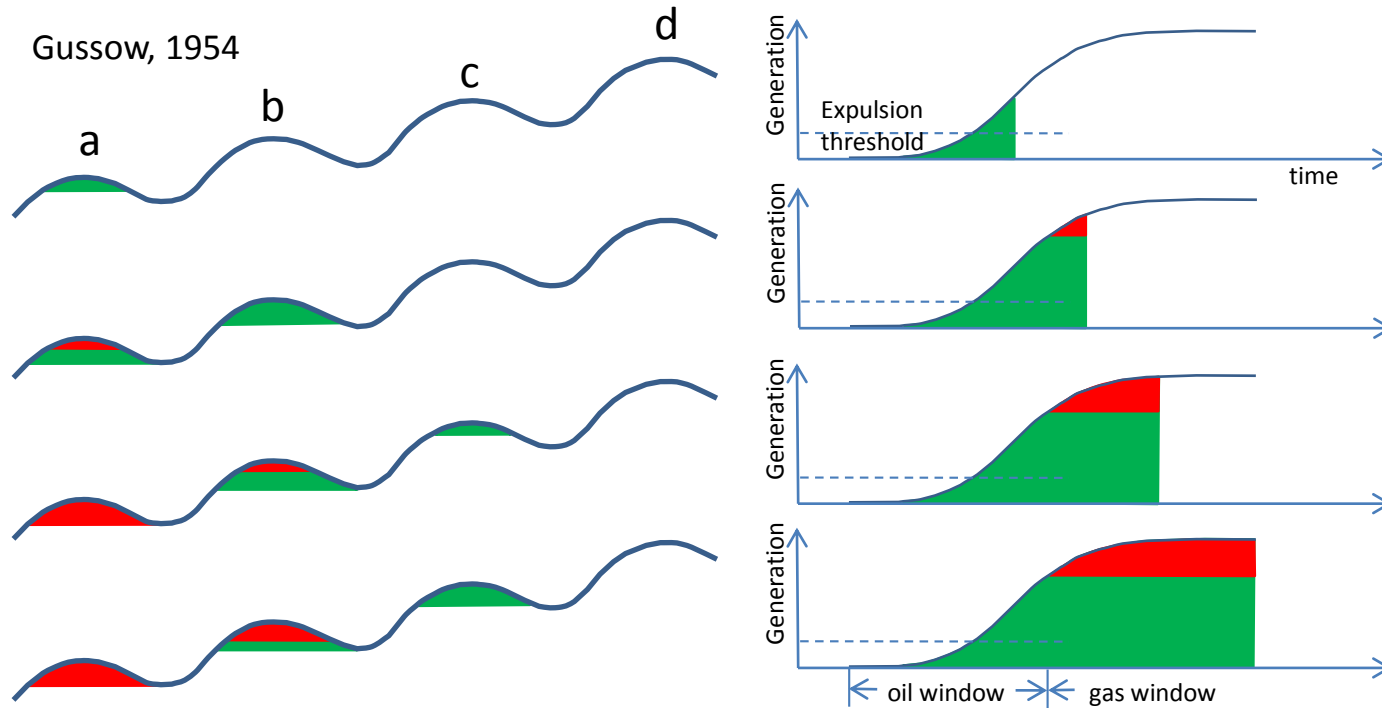 Gussow, 1954
a
b
c
d
Generation
Expulsion
threshold
time
Generation
Generation
Generation
oil window
gas window